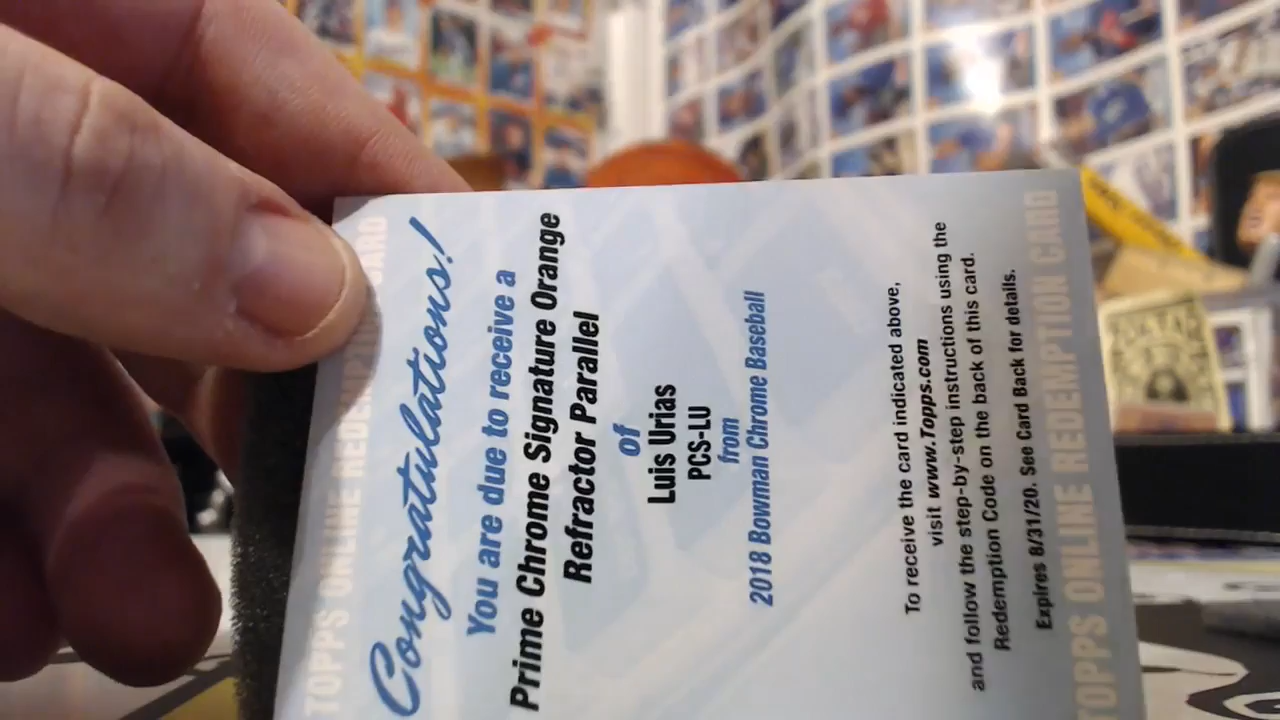 TOPPS ONLINE REDEMPTION CARD
Congratulations!
You are due to receive a
Prime Chrome Signature Orange
Refractor Parallel
of
Luis Urias
PCS-LU
from
2018 Bowman Chrome Baseball
To receive the card indicated above,
visit www.Topps.com
and follow the step-by-step instructions using the
Redemption Code on the back of this card.
Expires 8/31/20. See Card Back for details.
TOPPS ONLINE REDEMPTION CARD